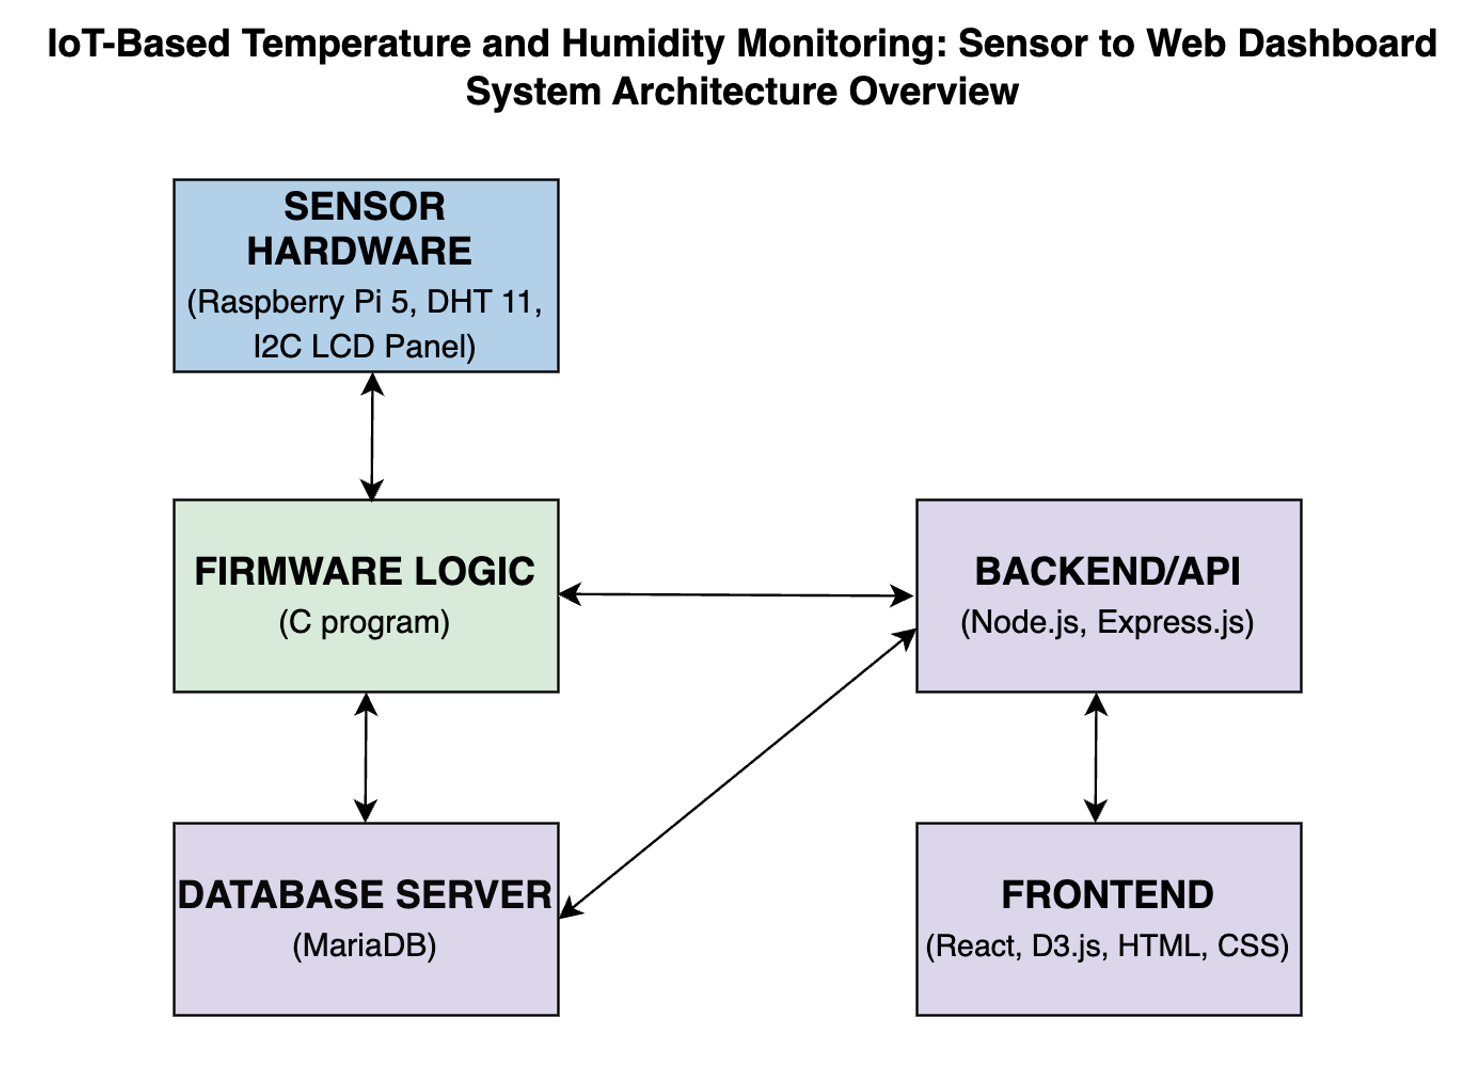 IoT-Based Temperature and Humidity Monitoring: Sensor to Web Dashboard
System Architecture Overview
SENSOR
HARDWARE
(Raspberry Pi 5, DHT 11,
I2C LCD Panel)
FIRMWARE LOGIC
(C program)
BACKEND/API
(Node.js, Express.js)
DATABASE SERVER
(MariaDB)
FRONTEND
(React, D3.js, HTML, CSS)